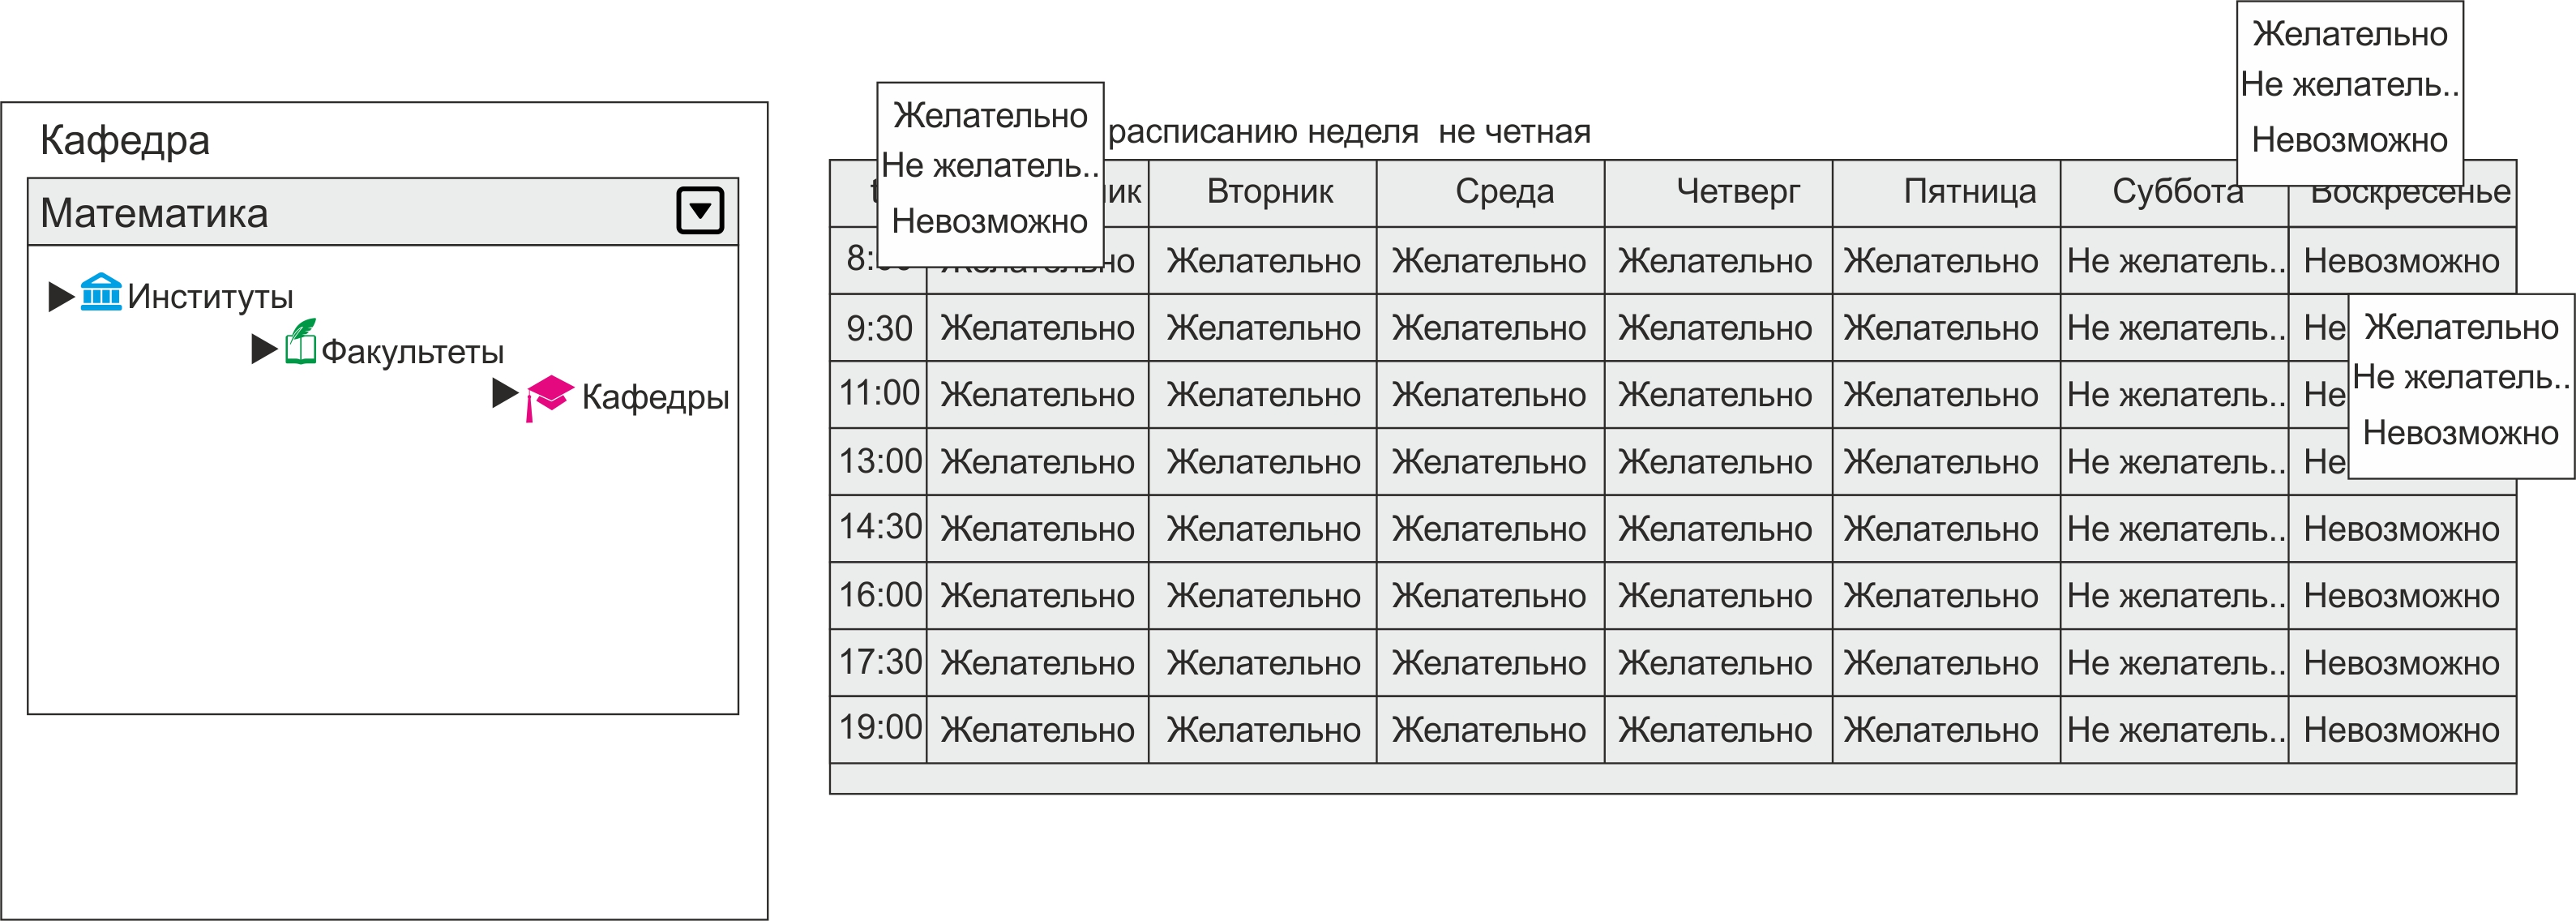 Кафедра
Математика
Институты
Факультеты
Кафедры
Желательно
Не желатель..
Невозможно
Желательно
Не желатель..
Невозможно
расписанию неделя  не четная
Вторник Среда Четверг Пятница Суббота Воскресенье
Желательно Желательно Желательно Желательно Не желатель.. Невозможно
9:30 Желательно Желательно Желательно Желательно Желательно Не желатель.. Не
11:00 Желательно Желательно Желательно Желательно Желательно Не желатель.. Не
13:00 Желательно Желательно Желательно Желательно Желательно Не желатель.. Не
Желательно
Не желатель..
Невозможно
14:30 Желательно Желательно Желательно Желательно Желательно Не желатель.. Невозможно
16:00 Желательно Желательно Желательно Желательно Желательно Не желатель.. Невозможно
17:30 Желательно Желательно Желательно Желательно Желательно Не желатель.. Невозможно
19:00 Желательно Желательно Желательно Желательно Желательно Не желатель.. Невозможно